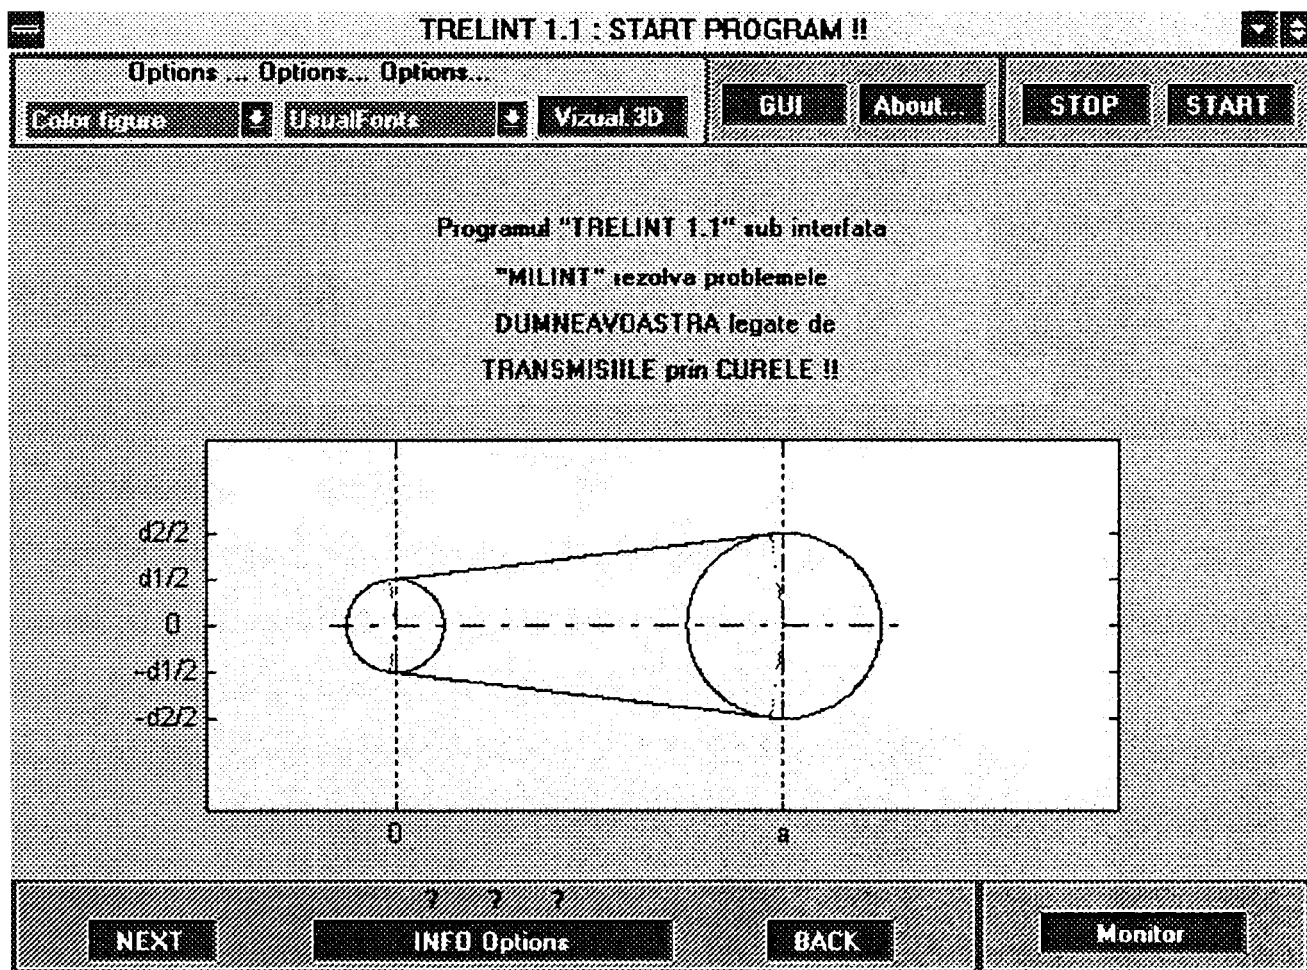 TRELINT 1.1 : START PROGRAM !!
Options ... Options... Options...
Color figure UsualFonts Vizual 3D GUI About... STOP START
Programul "TRELINT 1.1" sub interfata
"MILINT" rezolva problemele
DUMNEAVOASTRA legate de
TRANSMISIILE prin CURELE !!
d2/2
d1/2
0
-d1/2
-d2/2
0 a
? ? ?
NEXT INFO Options BACK Monitor